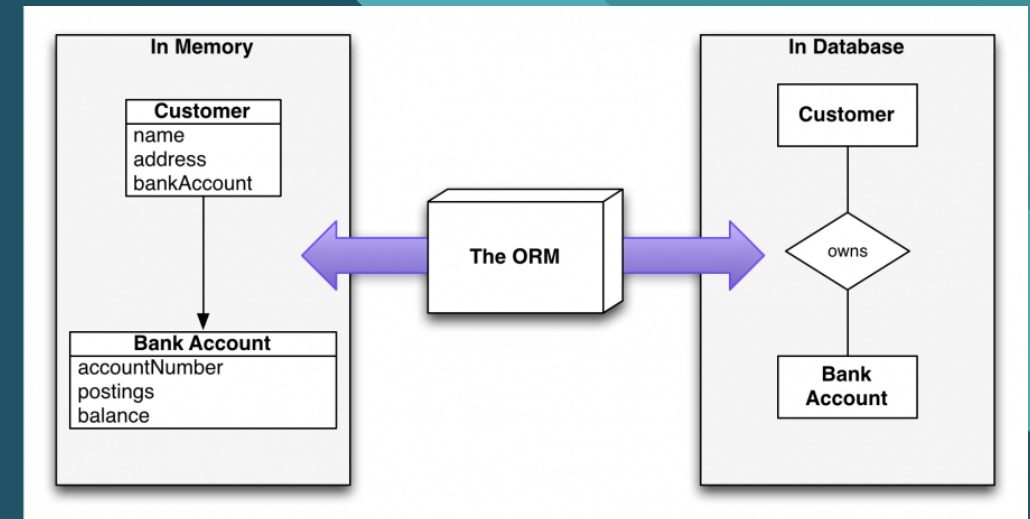 In Memory
Customer
name
address
bankAccount
Bank Account
accountNumber
postings
balance
The ORM
In Database
Customer
owns
Bank
Account